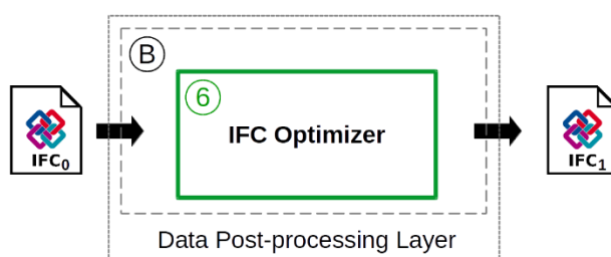 B
6
IFC Optimizer
IFC₀
IFC₁
Data Post-processing Layer